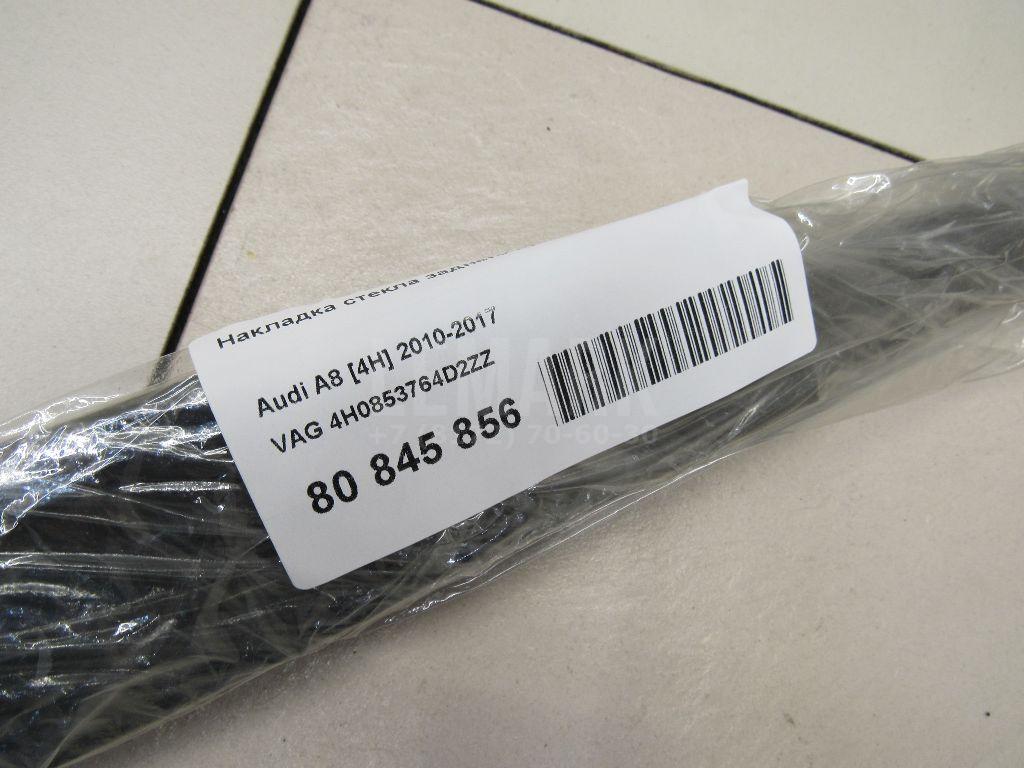 Накладка стекла
Audi A8 [4H] 2010-2017
VAG 4H0853764D2ZZ
80 845 856